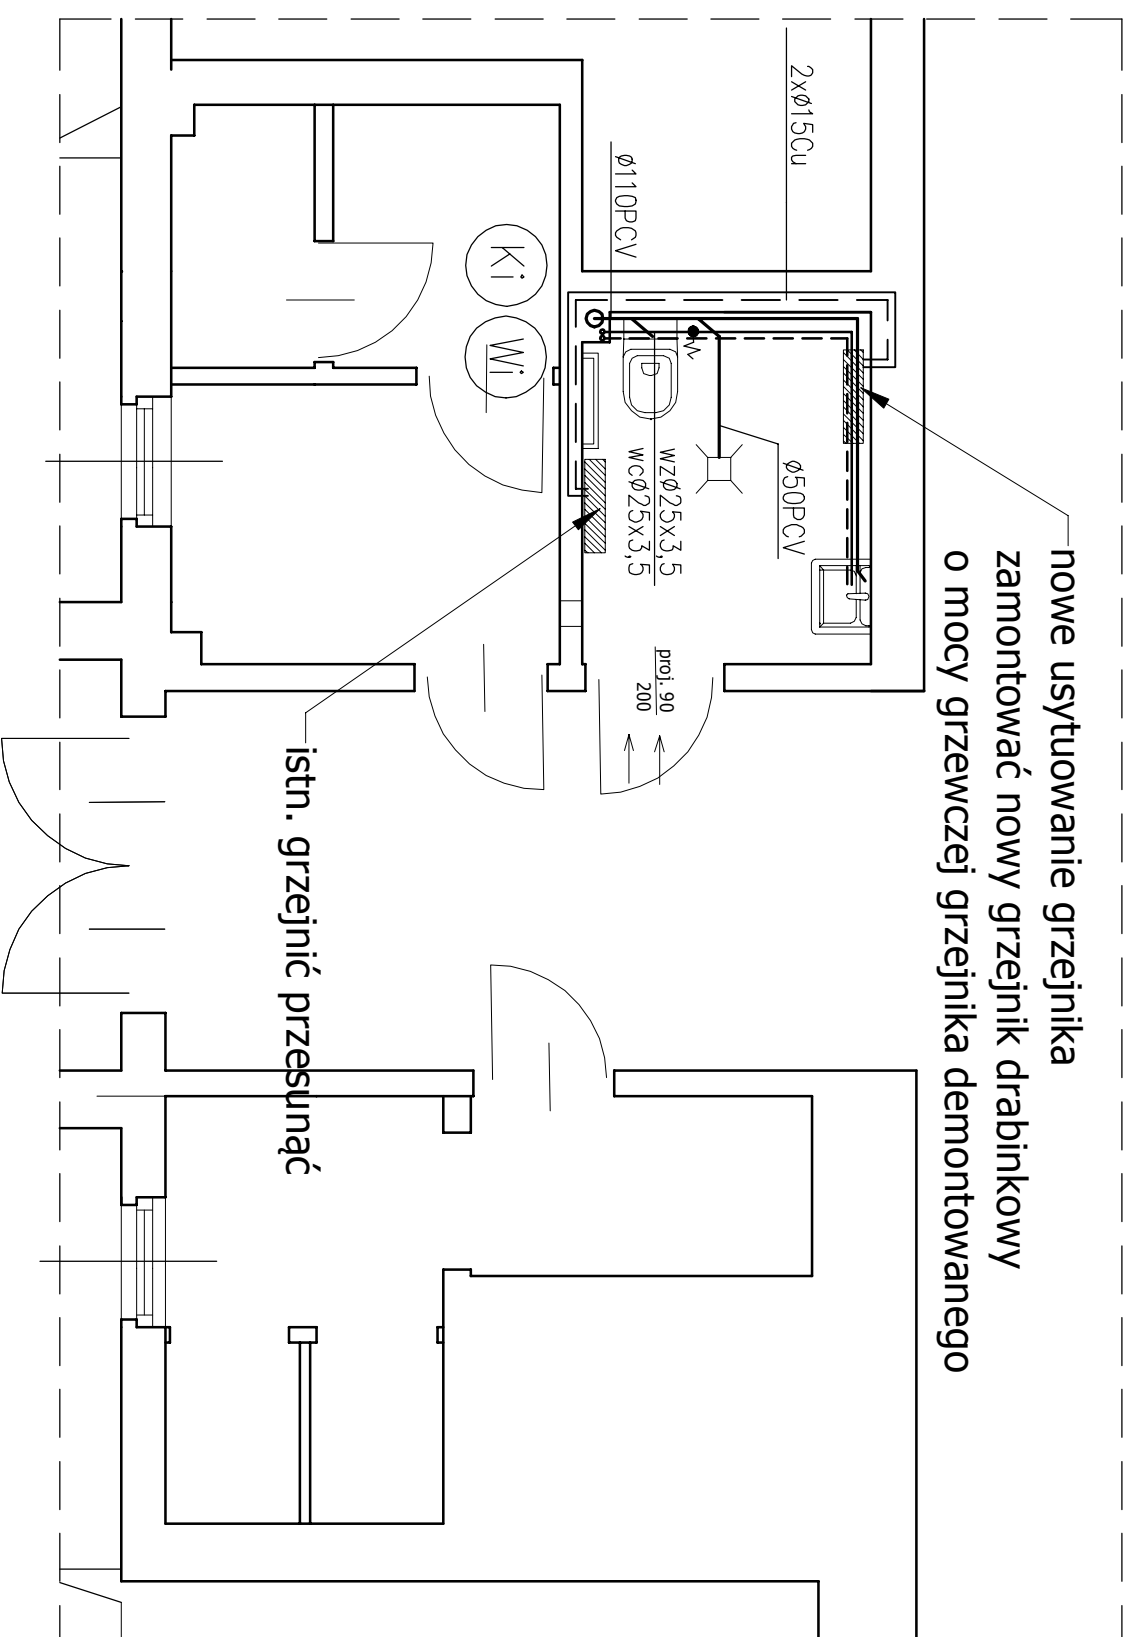 nowe usytuowanie grzejnika
zamontować nowy grzejnik drabinkowy
o mocy grzewczej grzejnika demontowanego
2xø15Cu
ø110PCV
ø50PCV
wzø25x3,5
wcø25x3,5
Ki
Wi
proj. 90
200
istn. grzejnić przesunąć